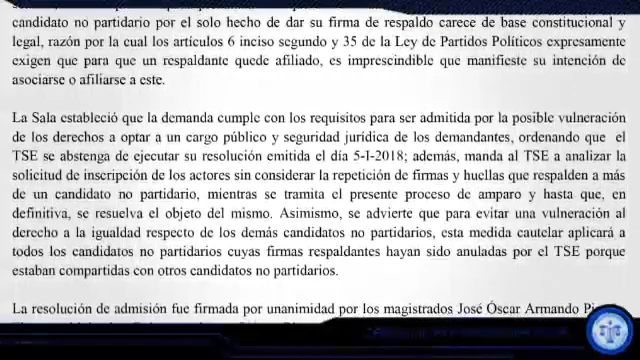 candidato no partidario por el solo hecho de dar su firma de respaldo carece de base constitucional y
legal, razón por la cual los artículos 6 inciso segundo y 35 de la Ley de Partidos Políticos expresamente
exigen que para que un respaldante quede afiliado, es imprescindible que manifieste su intención de
asociarse o afiliarse a este.
La Sala estableció que la demanda cumple con los requisitos para ser admitida por la posible vulneración
de los derechos a optar a un cargo público y seguridad jurídica de los demandantes, ordenando que el
TSE se abstenga de ejecutar su resolución emitida el día 5-I-2018; además, manda al TSE a analizar la
solicitud de inscripción de los actores sin considerar la repetición de firmas y huellas que respalden a más
de un candidato no partidario, mientras se tramita el presente proceso de amparo y hasta que, en
definitiva, se resuelva el objeto del mismo. Asimismo, se advierte que para evitar una vulneración al
derecho a la igualdad respecto de los demás candidatos no partidarios, esta medida cautelar aplicará a
todos los candidatos no partidarios cuyas firmas respaldantes hayan sido anuladas por el TSE porque
estaban compartidas con otros candidatos no partidarios.
La resolución de admisión fue firmada por unanimidad por los magistrados José Óscar Armando